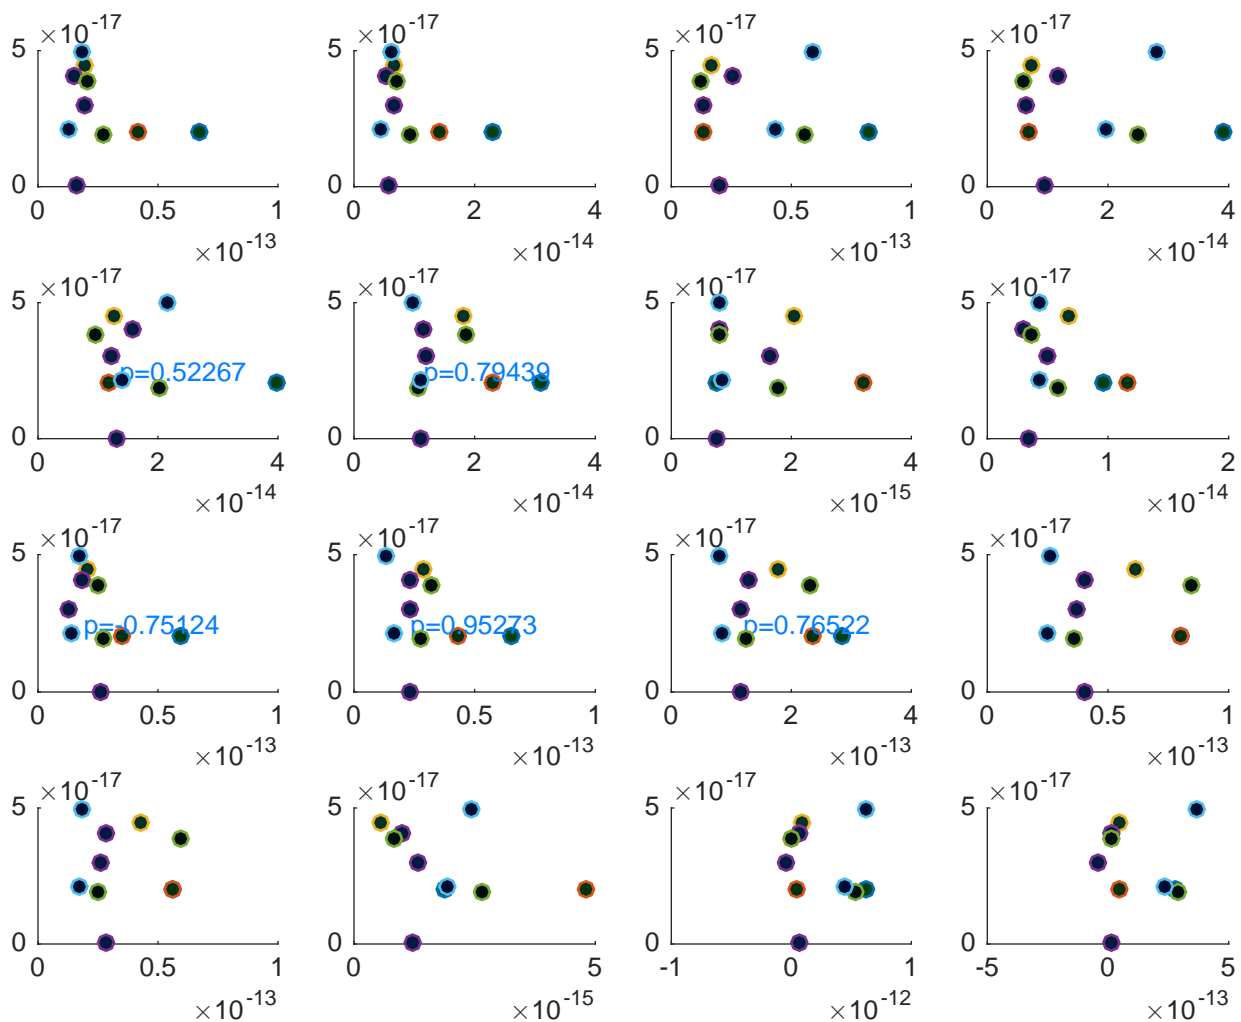 ×10-17 ×10-17 ×10-17 ×10-17
5 5 5 5
0 0 0 0
0 0.5 1 0 2 4 0 0.5 1 0 2 4
×10-13 ×10-14 ×10-13 ×10-14
×10-17 ×10-17 ×10-17 ×10-17
5 5 5 5
p=0.52267 p=0.79439
0 0 0 0
0 2 4 0 2 4 0 2 4 0 1 2
×10-14 ×10-14 ×10-15 ×10-14
×10-17 ×10-17 ×10-17 ×10-17
5 5 5 5
p=-0.75124 p=0.95273 p=0.76522
0 0 0 0
0 0.5 1 0 0.5 1 0 2 4 0 0.5 1
×10-13 ×10-13 ×10-13 ×10-13
×10-17 ×10-17 ×10-17 ×10-17
5 5 5 5
0 0 0 0
0 0.5 1 0 5 -1 0 1 -5 0 5
×10-13 ×10-15 ×10-12 ×10-13